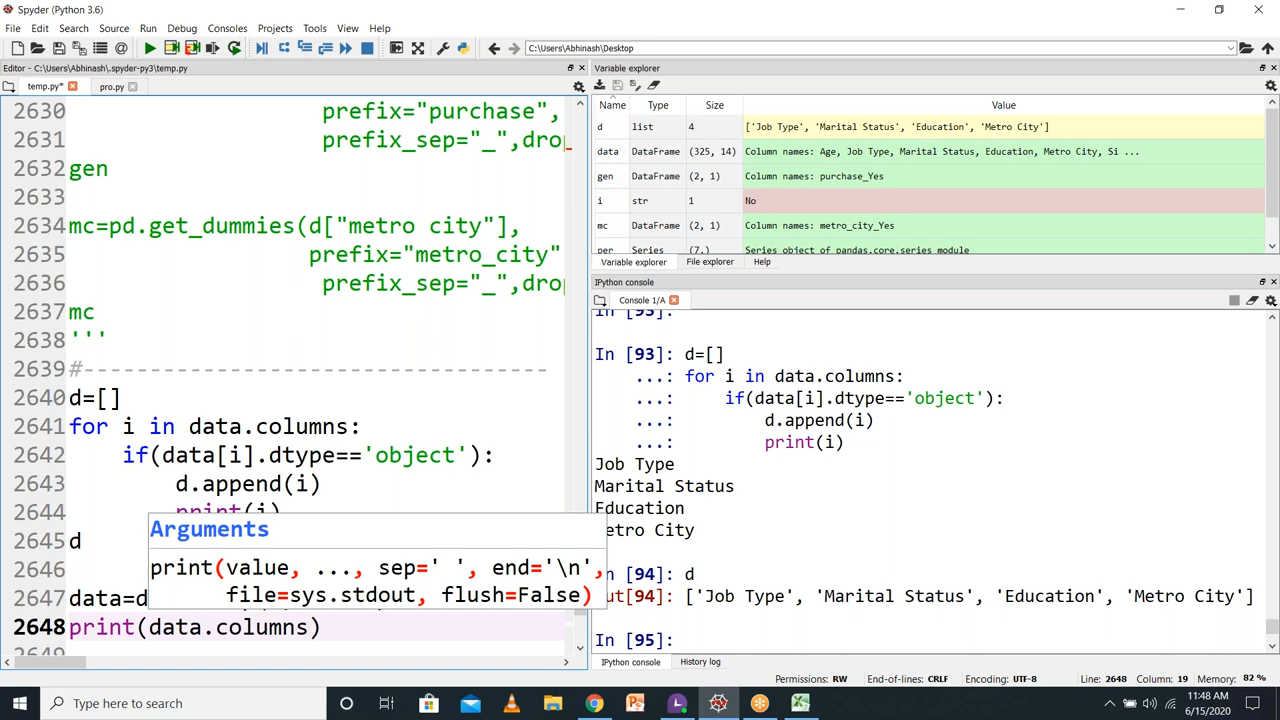 Spyder (Python 3.6)
File Edit Search Source Run Debug Consoles Projects Tools View Help
C:\Users\Abhinash\Desktop
Editor - C:\Users\Abhinash\.spyder-py3\temp.py
temp.py* pro.py
2630 prefix="purchase",
2631 prefix_sep="_",drop
2632 gen
2633
2634 mc=pd.get_dummies(d["metro city"],
2635 prefix="metro_city"
2636 prefix_sep="_",drop
2637 mc
2638 '''
2639 #-----------------------------------
2640 d=[]
2641 for i in data.columns:
2642 if(data[i].dtype=='object'):
2643 d.append(i)
2644 print(i)
2645 d
2646
2647 data=d
2648 print(data.columns)
2649
Arguments
print(value, ..., sep=' ', end='\n',
file=sys.stdout, flush=False)
Variable explorer
Name Type Size Value
d list 4 ['Job Type', 'Marital Status', 'Education', 'Metro City']
data DataFrame (325, 14) Column names: Age, Job Type, Marital Status, Education, Metro City, Si ...
gen DataFrame (2, 1) Column names: purchase_Yes
i str 1 No
mc DataFrame (2, 1) Column names: metro_city_Yes
per Series (7,) Series object of pandas.core.series module
Variable explorer File explorer Help
IPython console
Console 1/A
In [93]:
In [93]: d=[]
...: for i in data.columns:
...: if(data[i].dtype=='object'):
...: d.append(i)
...: print(i)
Job Type
Marital Status
Education
etro City
n [94]: d
ut[94]: ['Job Type', 'Marital Status', 'Education', 'Metro City']
In [95]:
IPython console History log
Permissions: RW End-of-lines: CRLF Encoding: UTF-8 Line: 2648 Column: 19 Memory: 82 %
Type here to search
11:48 AM
6/15/2020